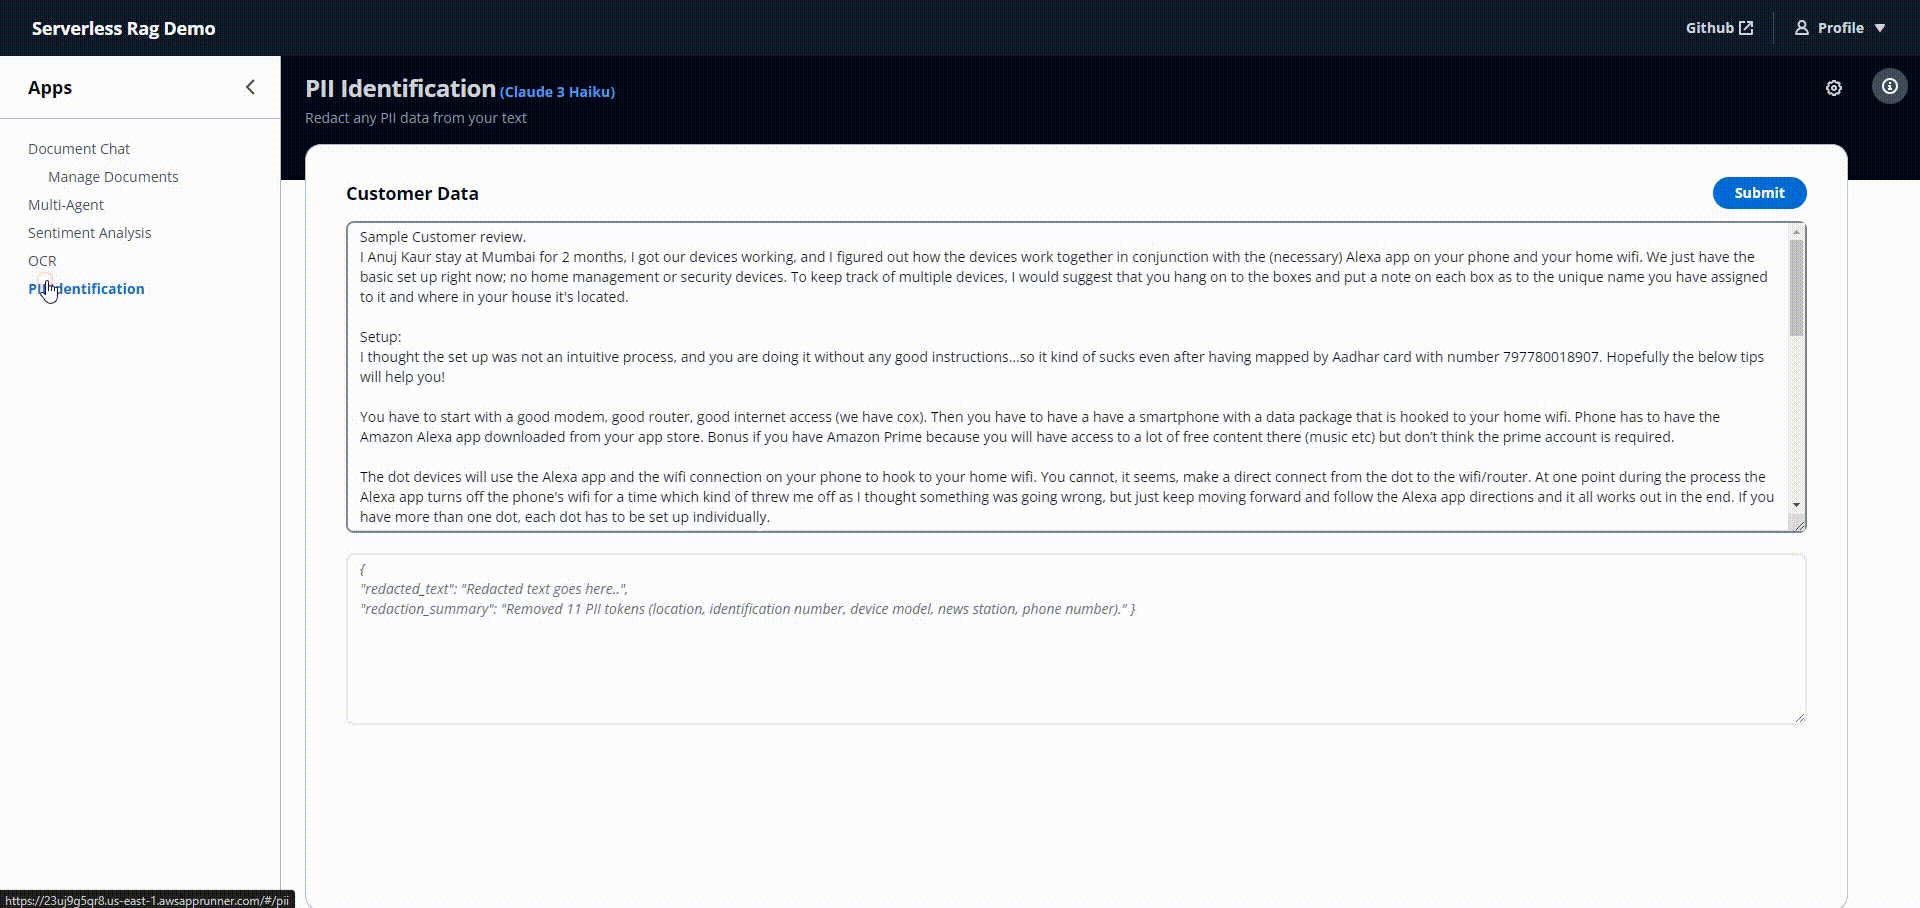 Serverless Rag Demo
Github
Profile
Apps
Document Chat
Manage Documents
Multi-Agent
Sentiment Analysis
OCR
PII Identification
PII Identification (Claude 3 Haiku)
Redact any PII data from your text
Customer Data
Submit
Sample Customer review.
I Anuj Kaur stay at Mumbai for 2 months, I got our devices working, and I figured out how the devices work together in conjunction with the (necessary) Alexa app on your phone and your home wifi. We just have the
basic set up right now; no home management or security devices. To keep track of multiple devices, I would suggest that you hang on to the boxes and put a note on each box as to the unique name you have assigned
to it and where in your house it's located.
Setup:
I thought the set up was not an intuitive process, and you are doing it without any good instructions...so it kind of sucks even after having mapped by Aadhar card with number 797780018907. Hopefully the below tips
will help you!
You have to start with a good modem, good router, good internet access (we have cox). Then you have to have a have a smartphone with a data package that is hooked to your home wifi. Phone has to have the
Amazon Alexa app downloaded from your app store. Bonus if you have Amazon Prime because you will have access to a lot of free content there (music etc) but don't think the prime account is required.
The dot devices will use the Alexa app and the wifi connection on your phone to hook to your home wifi. You cannot, it seems, make a direct connect from the dot to the wifi/router. At one point during the process the
Alexa app turns off the phone's wifi for a time which kind of threw me off as I thought something was going wrong, but just keep moving forward and follow the Alexa app directions and it all works out in the end. If you
have more than one dot, each dot has to be set up individually.
{
"redacted_text": "Redacted text goes here..",
"redaction_summary": "Removed 11 PII tokens (location, identification number, device model, news station, phone number)." }
https://23uj9g5qr8.us-east-1.awsapprunner.com/#/pii